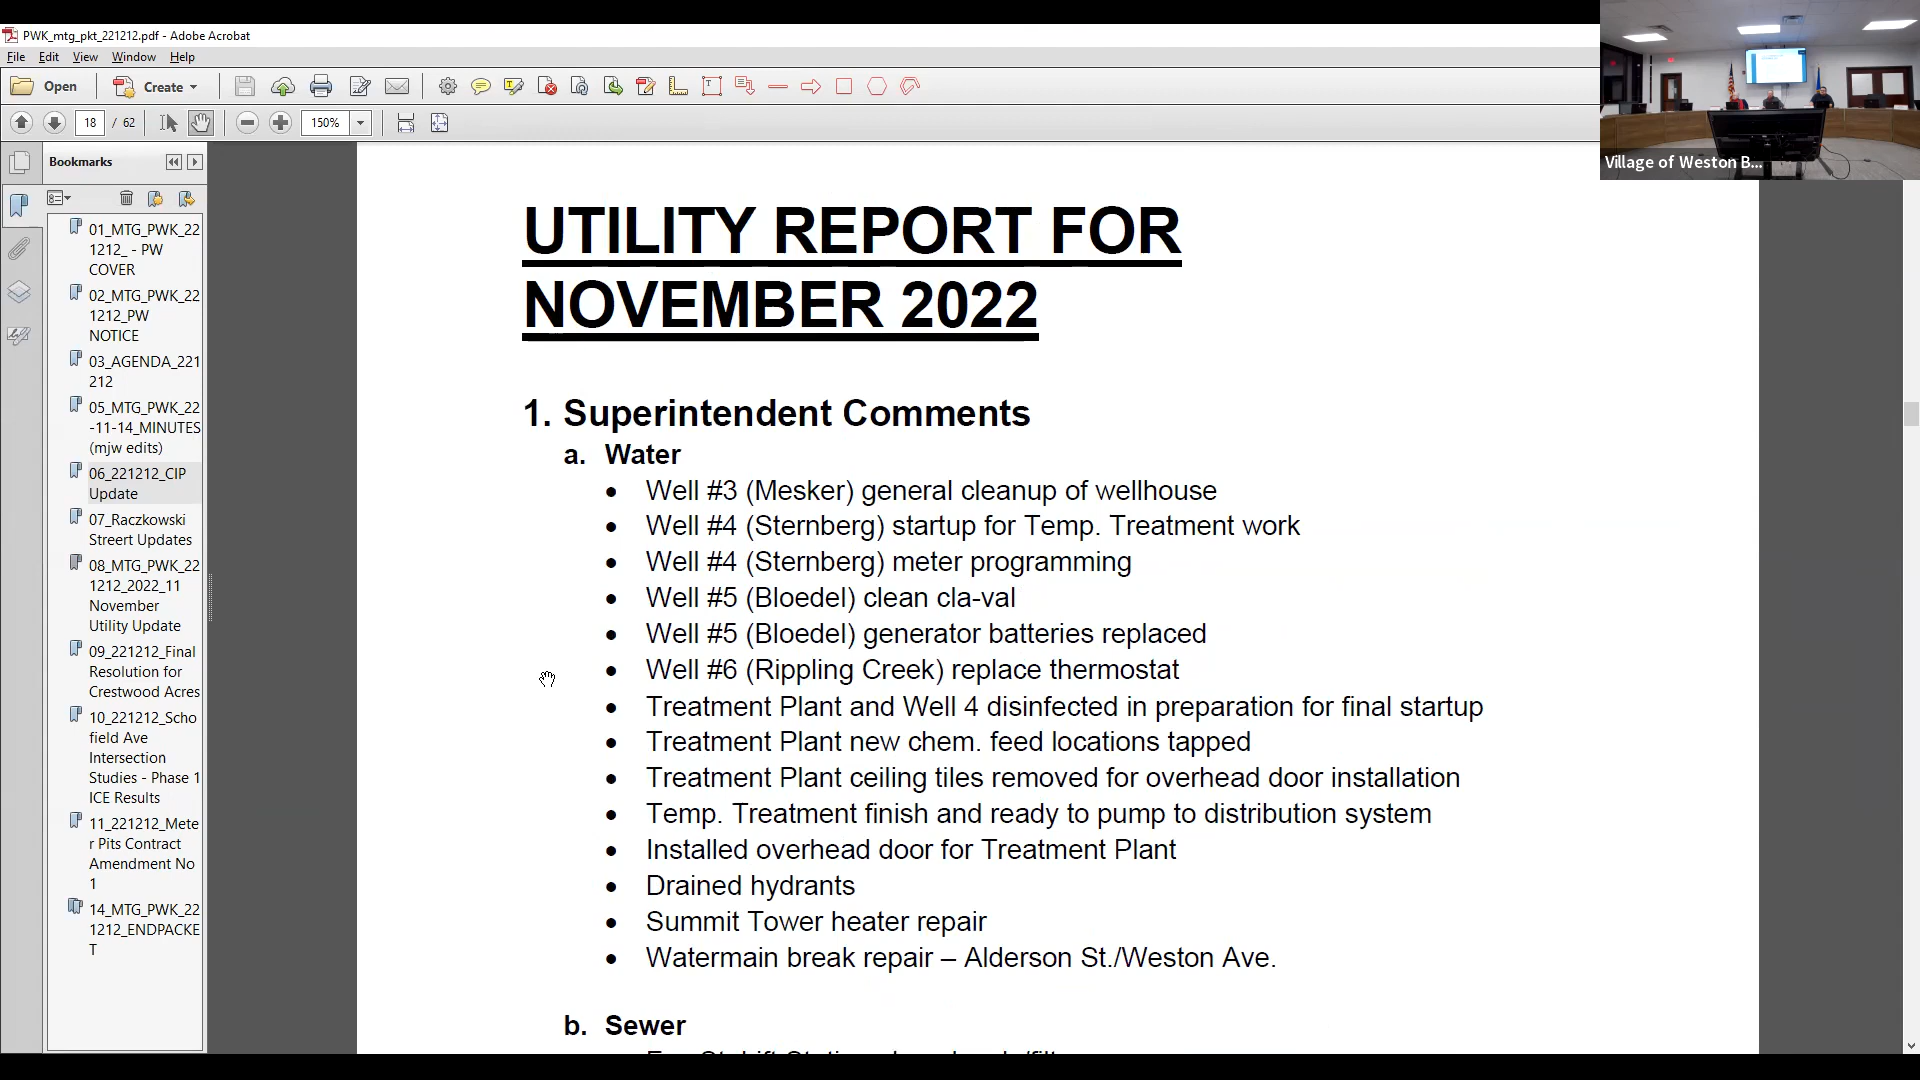 PWK_mtg_pkt_221212.pdf - Adobe Acrobat
File Edit View Window Help
Open Create
18 / 62 150%
Village of Weston B...
Bookmarks
01_MTG_PWK_22
1212_ - PW
COVER
02_MTG_PWK_22
1212_PW
NOTICE
03_AGENDA_221
212
05_MTG_PWK_22
-11-14_MINUTES
(mjw edits)
06_221212_CIP
Update
07_Raczkowski
Streert Updates
08_MTG_PWK_22
1212_2022_11
November
Utility Update
09_221212_Final
Resolution for
Crestwood Acres
10_221212_Scho
field Ave
Intersection
Studies - Phase 1
ICE Results
11_221212_Mete
r Pits Contract
Amendment No
1
14_MTG_PWK_22
1212_ENDPACKE
T
UTILITY REPORT FOR
NOVEMBER 2022
1. Superintendent Comments
a. Water
• Well #3 (Mesker) general cleanup of wellhouse
• Well #4 (Sternberg) startup for Temp. Treatment work
• Well #4 (Sternberg) meter programming
• Well #5 (Bloedel) clean cla-val
• Well #5 (Bloedel) generator batteries replaced
• Well #6 (Rippling Creek) replace thermostat
• Treatment Plant and Well 4 disinfected in preparation for final startup
• Treatment Plant new chem. feed locations tapped
• Treatment Plant ceiling tiles removed for overhead door installation
• Temp. Treatment finish and ready to pump to distribution system
• Installed overhead door for Treatment Plant
• Drained hydrants
• Summit Tower heater repair
• Watermain break repair – Alderson St./Weston Ave.
b. Sewer